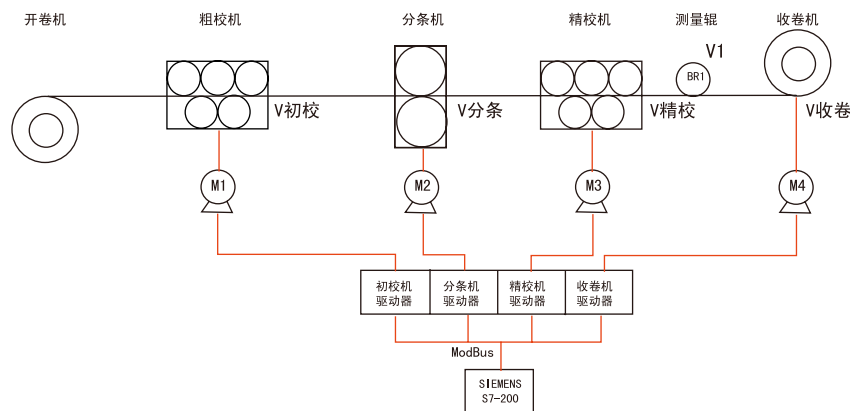 开卷机
粗校机
分条机
精校机
测量辊
收卷机
V1
BR1
V初校
V分条
V精校
V收卷
M1
M2
M3
M4
初校机
驱动器
分条机
驱动器
精校机
驱动器
收卷机
驱动器
ModBus
SIEMENS
S7-200